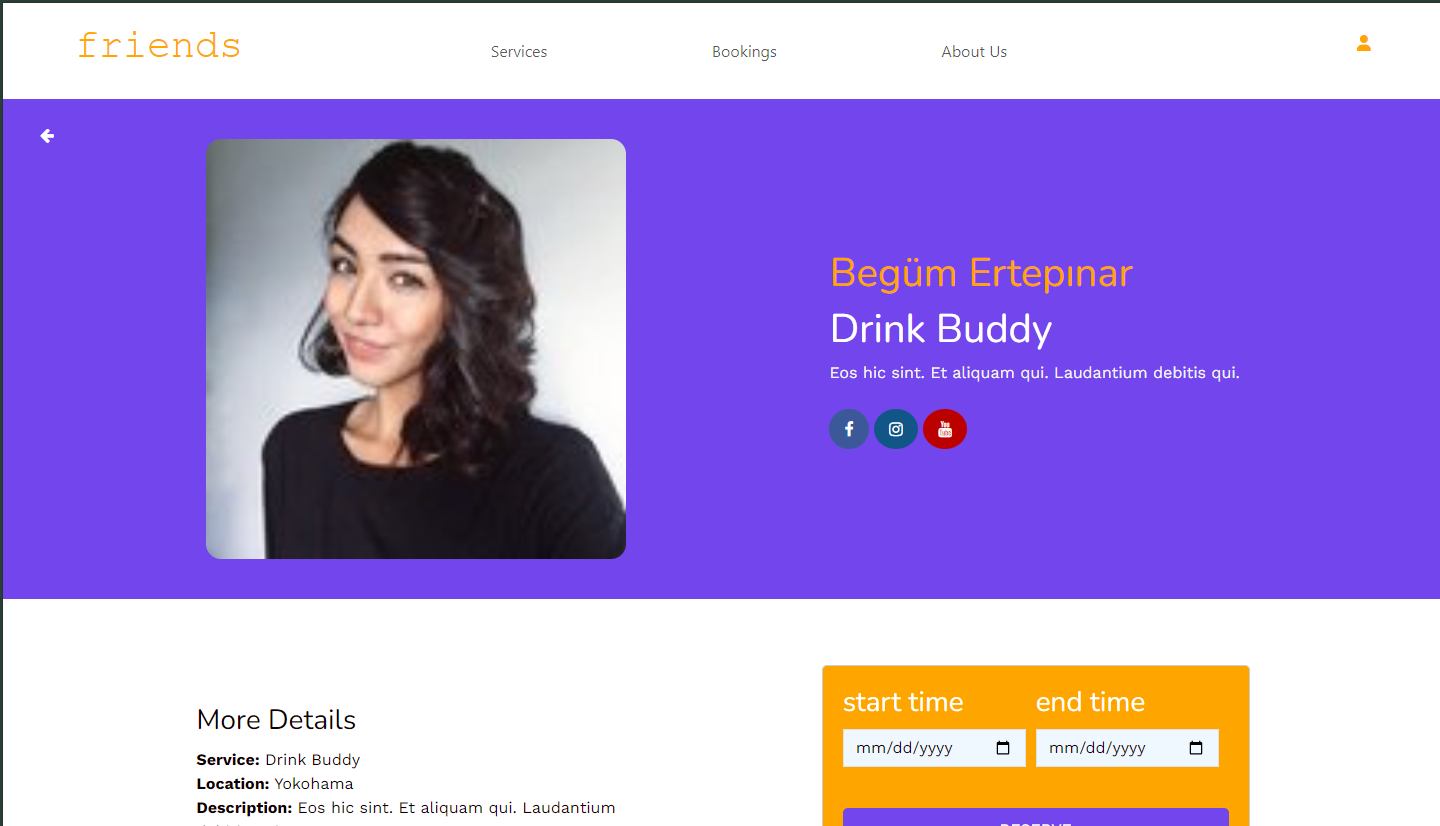 friends
Services
Bookings
About Us
Begüm Ertepınar
Drink Buddy
Eos hic sint. Et aliquam qui. Laudantium debitis qui.
You
Tube
More Details
Service: Drink Buddy
Location: Yokohama
Description: Eos hic sint. Et aliquam qui. Laudantium
start time
end time
mm/dd/yyyy
mm/dd/yyyy
RESERVE